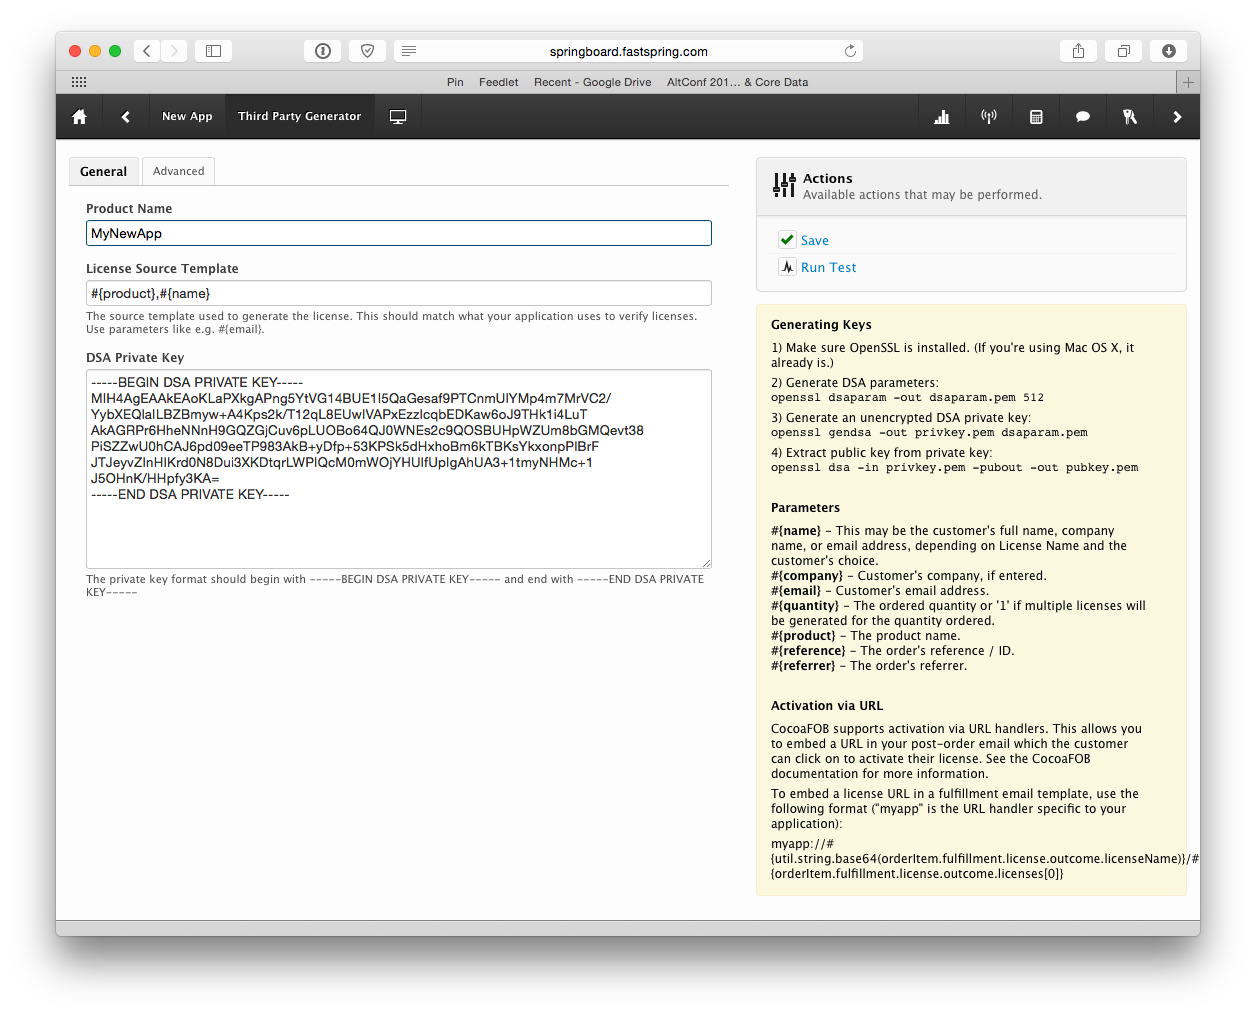 springboard.fastspring.com
Pin Feedlet Recent - Google Drive AltConf 201... & Core Data
New App Third Party Generator
General Advanced
Product Name
MyNewApp
License Source Template
#{product},#{name}
The source template used to generate the license. This should match what your application uses to verify licenses.
Use parameters like e.g. #{email}.
DSA Private Key
-----BEGIN DSA PRIVATE KEY-----
MIH4AgEAAkEAoKLaPXkgAPng5YtVG14BUE1I5QaGesaf9PTCnmUIYMp4m7MrVC2/
YybXEQlalLBZBmyw+A4Kps2k/T12qL8EUwIVAPxEzzIcqbEDKaw6oJ9THk1i4LuT
AkAGRPr6HheNNnH9GQZGjCuv6pLUOBo64QJ0WNEs2c9QOSBUHpWZUm8bGMQevt38
PiSZZwU0hCAJ6pd09eeTP983AkB+yDfp+53KPSk5dHxhoBm6kTBKsYkxonpPIBrF
JTJeyvZInHIKrd0N8Dui3XKDtqrLWPlQcM0mWOjYHUIfUpIgAhUA3+1tmyNHMc+1
J5OHnK/HHpfy3KA=
-----END DSA PRIVATE KEY-----
The private key format should begin with -----BEGIN DSA PRIVATE KEY----- and end with -----END DSA PRIVATE
KEY-----
Actions
Available actions that may be performed.
Save
Run Test
Generating Keys
1) Make sure OpenSSL is installed. (If you're using Mac OS X, it
already is.)
2) Generate DSA parameters:
openssl dsaparam -out dsaparam.pem 512
3) Generate an unencrypted DSA private key:
openssl gendsa -out privkey.pem dsaparam.pem
4) Extract public key from private key:
openssl dsa -in privkey.pem -pubout -out pubkey.pem
Parameters
#{name} - This may be the customer's full name, company
name, or email address, depending on License Name and the
customer's choice.
#{company} - Customer's company, if entered.
#{email} - Customer's email address.
#{quantity} - The ordered quantity or '1' if multiple licenses will
be generated for the quantity ordered.
#{product} - The product name.
#{reference} - The order's reference / ID.
#{referrer} - The order's referrer.
Activation via URL
CocoaFOB supports activation via URL handlers. This allows you
to embed a URL in your post-order email which the customer
can click on to activate their license. See the CocoaFOB
documentation for more information.
To embed a license URL in a fulfillment email template, use the
following format ("myapp" is the URL handler specific to your
application):
myapp://#
{util.string.base64(orderItem.fulfillment.license.outcome.licenseName)}/#
{orderItem.fulfillment.license.outcome.licenses[0]}